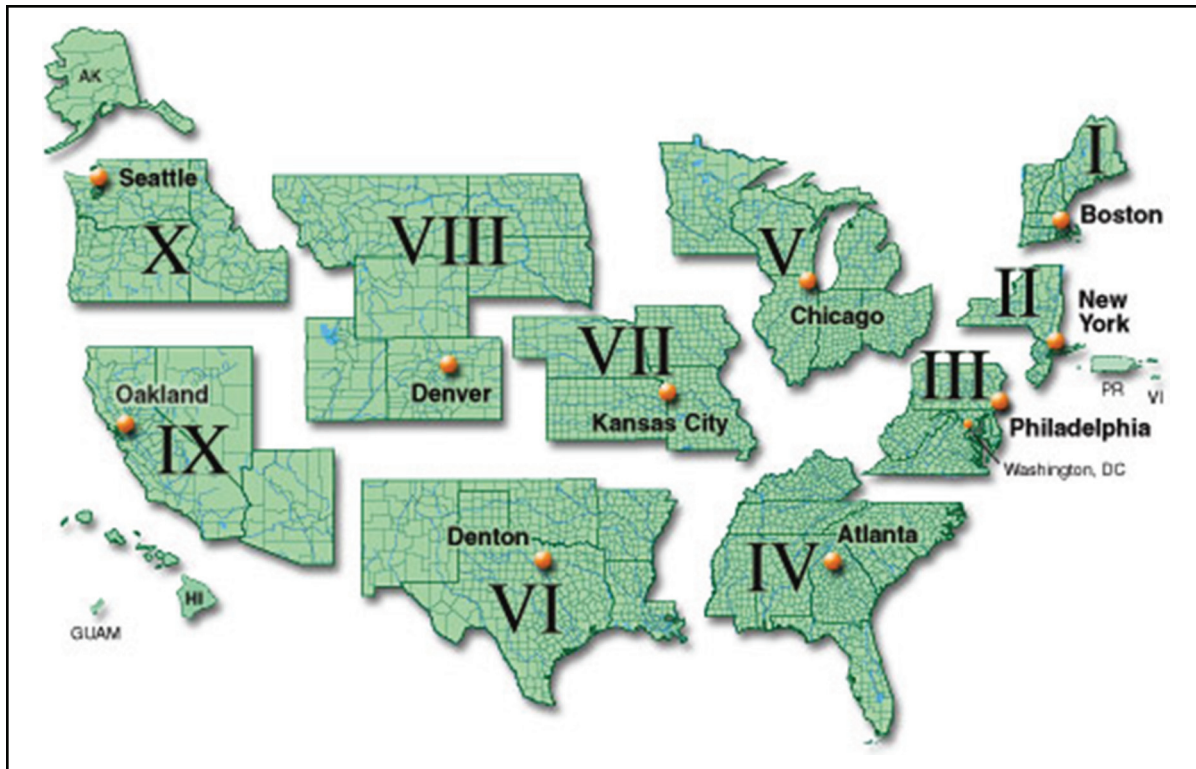 AK
I
Seattle
VIII
Boston
X
V
II
New
York
Chicago
VII
III
PR
VI
Oakland
Denver
Kansas City
Philadelphia
IX
Washington, DC
Denton
Atlanta
IV
VI
HI
GUAM